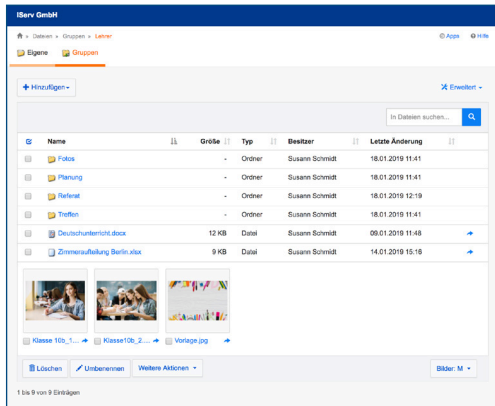 IServ GmbH
» Dateien » Gruppen » Lehrer Apps Hilfe
Eigene Gruppen
Hinzufügen Erweitert
In Dateien suchen...
Name Größe Typ Besitzer Letzte Änderung
Fotos - Ordner Susann Schmidt 18.01.2019 11:41
Planung - Ordner Susann Schmidt 18.01.2019 11:41
Referat - Ordner Susann Schmidt 18.01.2019 12:19
Treffen - Ordner Susann Schmidt 18.01.2019 11:41
Deutschunterricht.docx 12 KB Datei Susann Schmidt 09.01.2019 11:48
Zimmeraufteilung Berlin.xlsx 9 KB Datei Susann Schmidt 14.01.2019 15:16
Klasse 10b_1... Klasse10b_2... Vorlage.jpg
Löschen Umbenennen Weitere Aktionen Bilder: M
1 bis 9 von 9 Einträgen